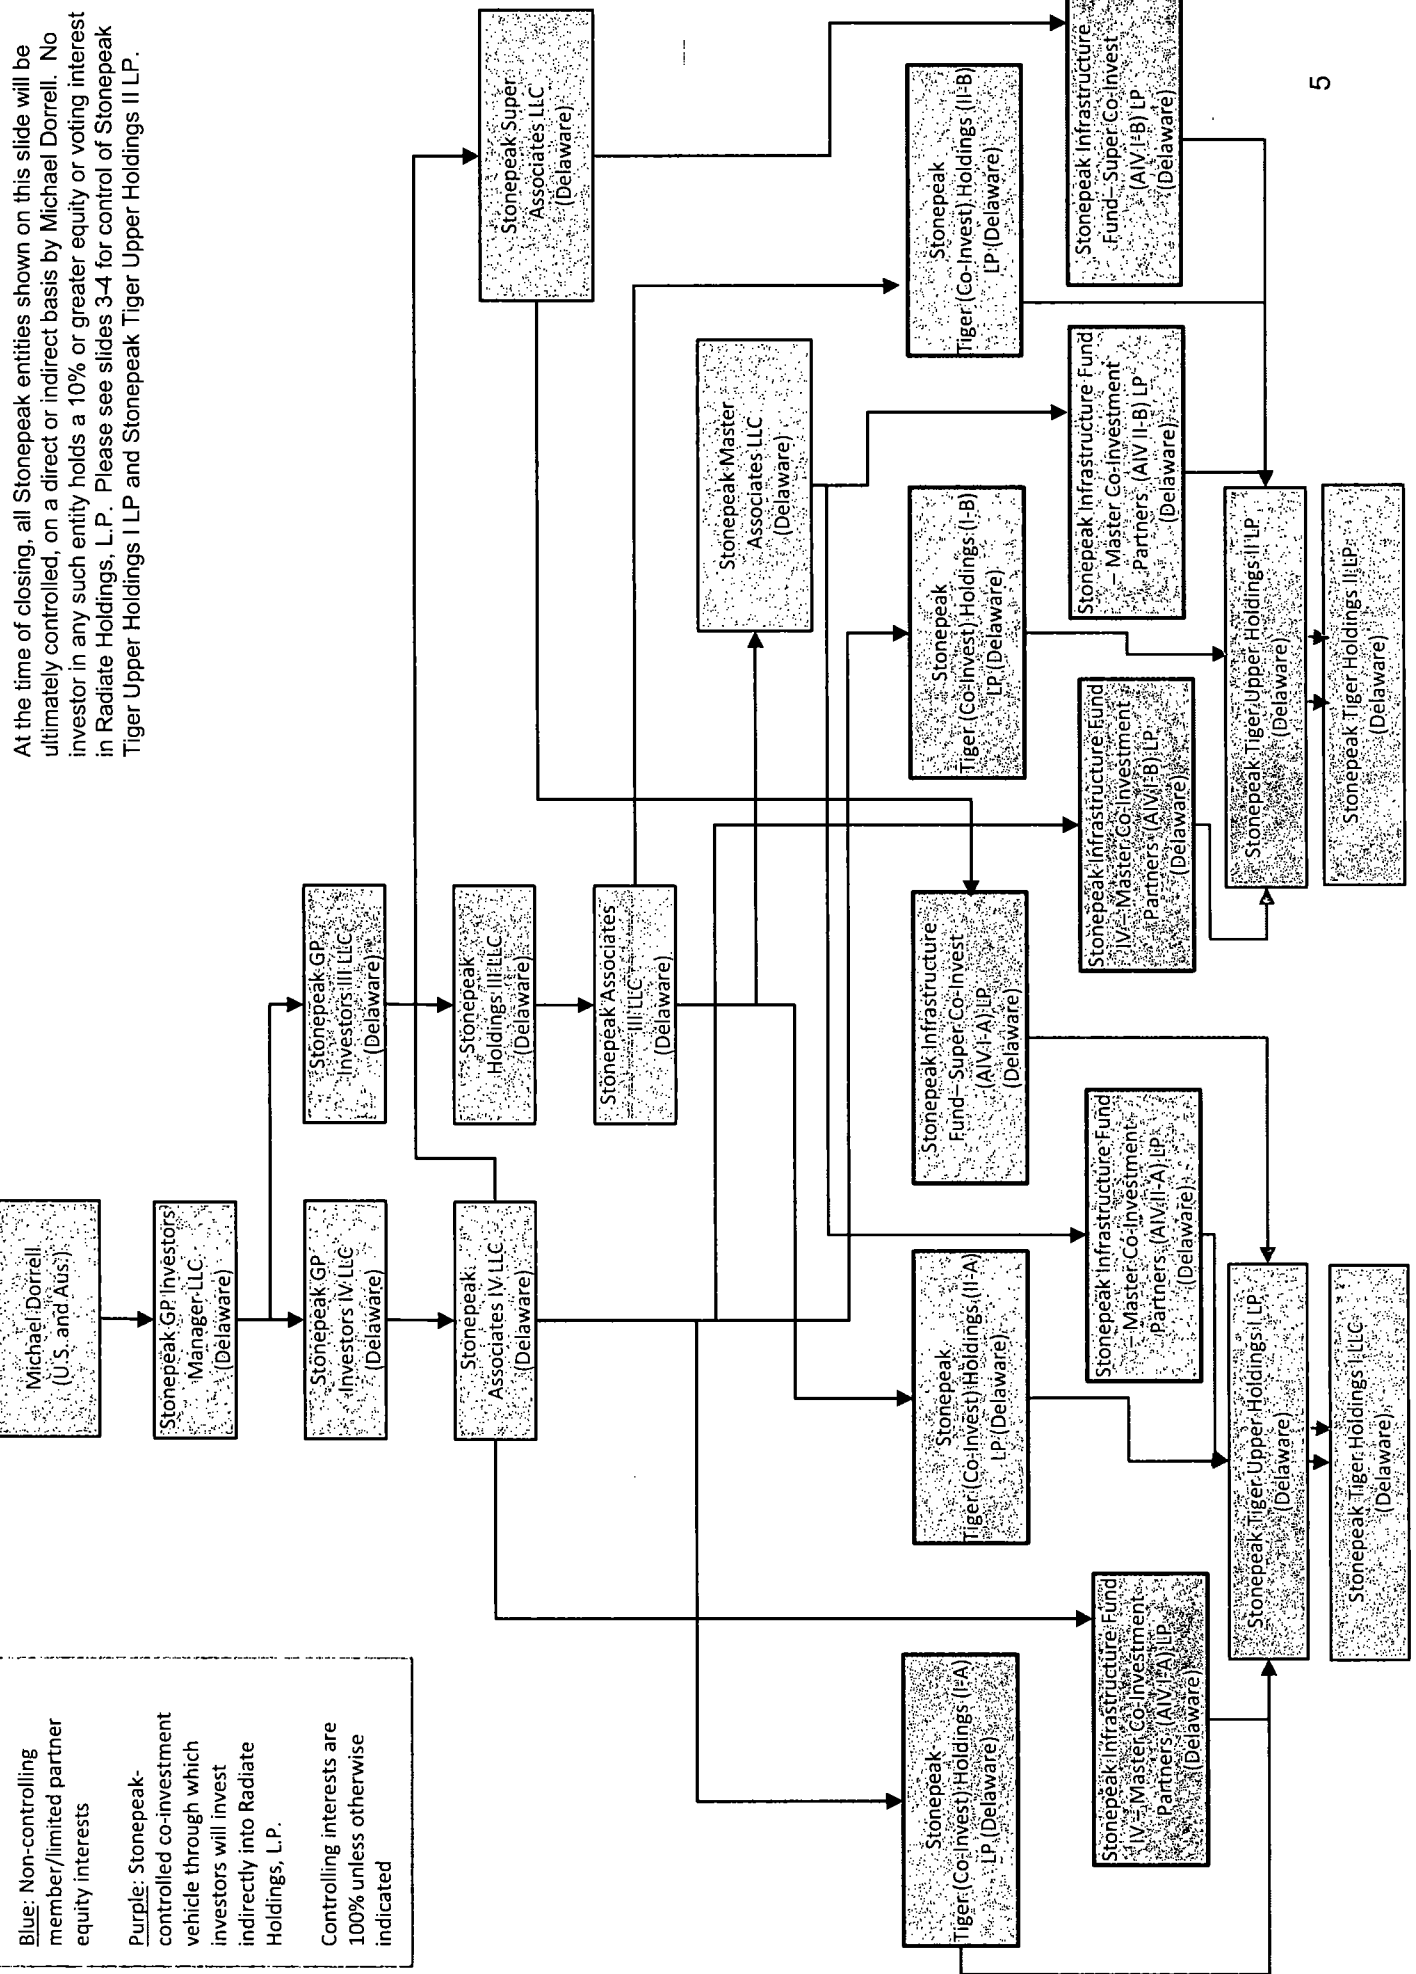 At the time of closing, all Stonepeak entities shown on this slide will be
ultimately controlled, on a direct or indirect basis by Michael Dorrell. No
investor in any such entity holds a 10% or greater equity or voting interest
in Radiate Holdings, L.P. Please see slides 3-4 for control of Stonepeak
Tiger Upper Holdings I LP and Stonepeak Tiger Upper Holdings II LP.
Blue: Non-controlling
member/limited partner
equity interests
Purple: Stonepeak-
controlled co-investment
vehicle through which
investors will invest
indirectly into Radiate
Holdings, L.P.
Controlling interests are
100% unless otherwise
indicated
Michael Dorrell
(U.S. and Aus.)
Stonepeak GP Investors
Manager LLC
(Delaware)
Stonepeak GP
Investors IV LLC
(Delaware)
Stonepeak GP
Investors III LLC
(Delaware)
Stonepeak
Associates IV LLC
(Delaware)
Stonepeak
Holdings III LLC
(Delaware)
Stonepeak Super
Associates LLC
(Delaware)
Stonepeak Associates
III LLC
(Delaware)
Stonepeak Master
Associates LLC
(Delaware)
Stonepeak
Tiger (Co-Invest) Holdings (I-A)
LP (Delaware)
Stonepeak
Tiger (Co-Invest) Holdings (II-A)
LP (Delaware)
Stonepeak Infrastructure
Fund– Super Co-Invest
(AIV I-A) LP
(Delaware)
Stonepeak
Tiger (Co-Invest) Holdings (I-B)
LP (Delaware)
Stonepeak
Tiger (Co-Invest) Holdings (II-B)
LP (Delaware)
Stonepeak Infrastructure Fund
IV – Master Co-Investment
Partners (AIV I-A) LP
(Delaware)
Stonepeak Infrastructure Fund
– Master Co-Investment
Partners (AIV II-A) LP
(Delaware)
Stonepeak Infrastructure Fund
IV – Master Co-Investment
Partners (AIV I-B) LP
(Delaware)
Stonepeak Infrastructure Fund
– Master Co-Investment
Partners (AIV II-B) LP
(Delaware)
Stonepeak Infrastructure
Fund– Super Co-Invest
(AIV I-B) LP
(Delaware)
Stonepeak Tiger Upper Holdings I LP
(Delaware)
Stonepeak Tiger Upper Holdings II LP
(Delaware)
Stonepeak Tiger Holdings I LLC
(Delaware)
Stonepeak Tiger Holdings II LP
(Delaware)
5